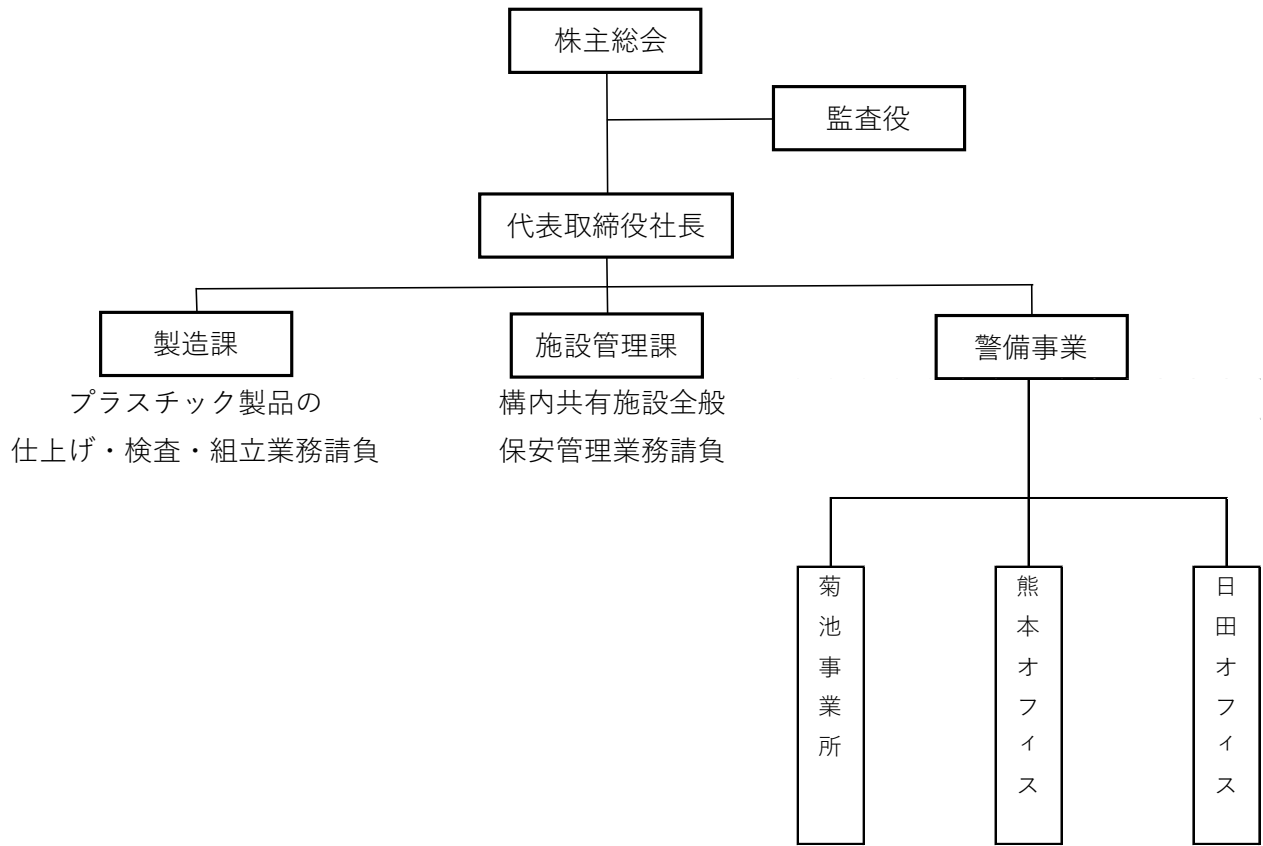 株主総会
監査役
代表取締役社長
製造課
プラスチック製品の
仕上げ・検査・組立業務請負
施設管理課
構内共有施設全般
保安管理業務請負
警備事業
菊池事業所
熊本オフィス
日田オフィス